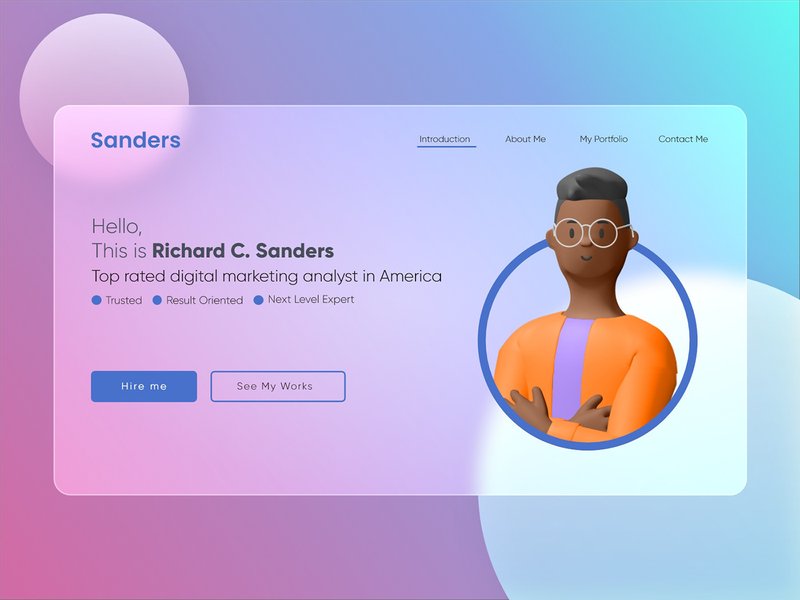 Sanders
Introduction About Me My Portfolio Contact Me
Hello,
This is Richard C. Sanders
Top rated digital marketing analyst in America
Trusted Result Oriented Next Level Expert
Hire me See My Works